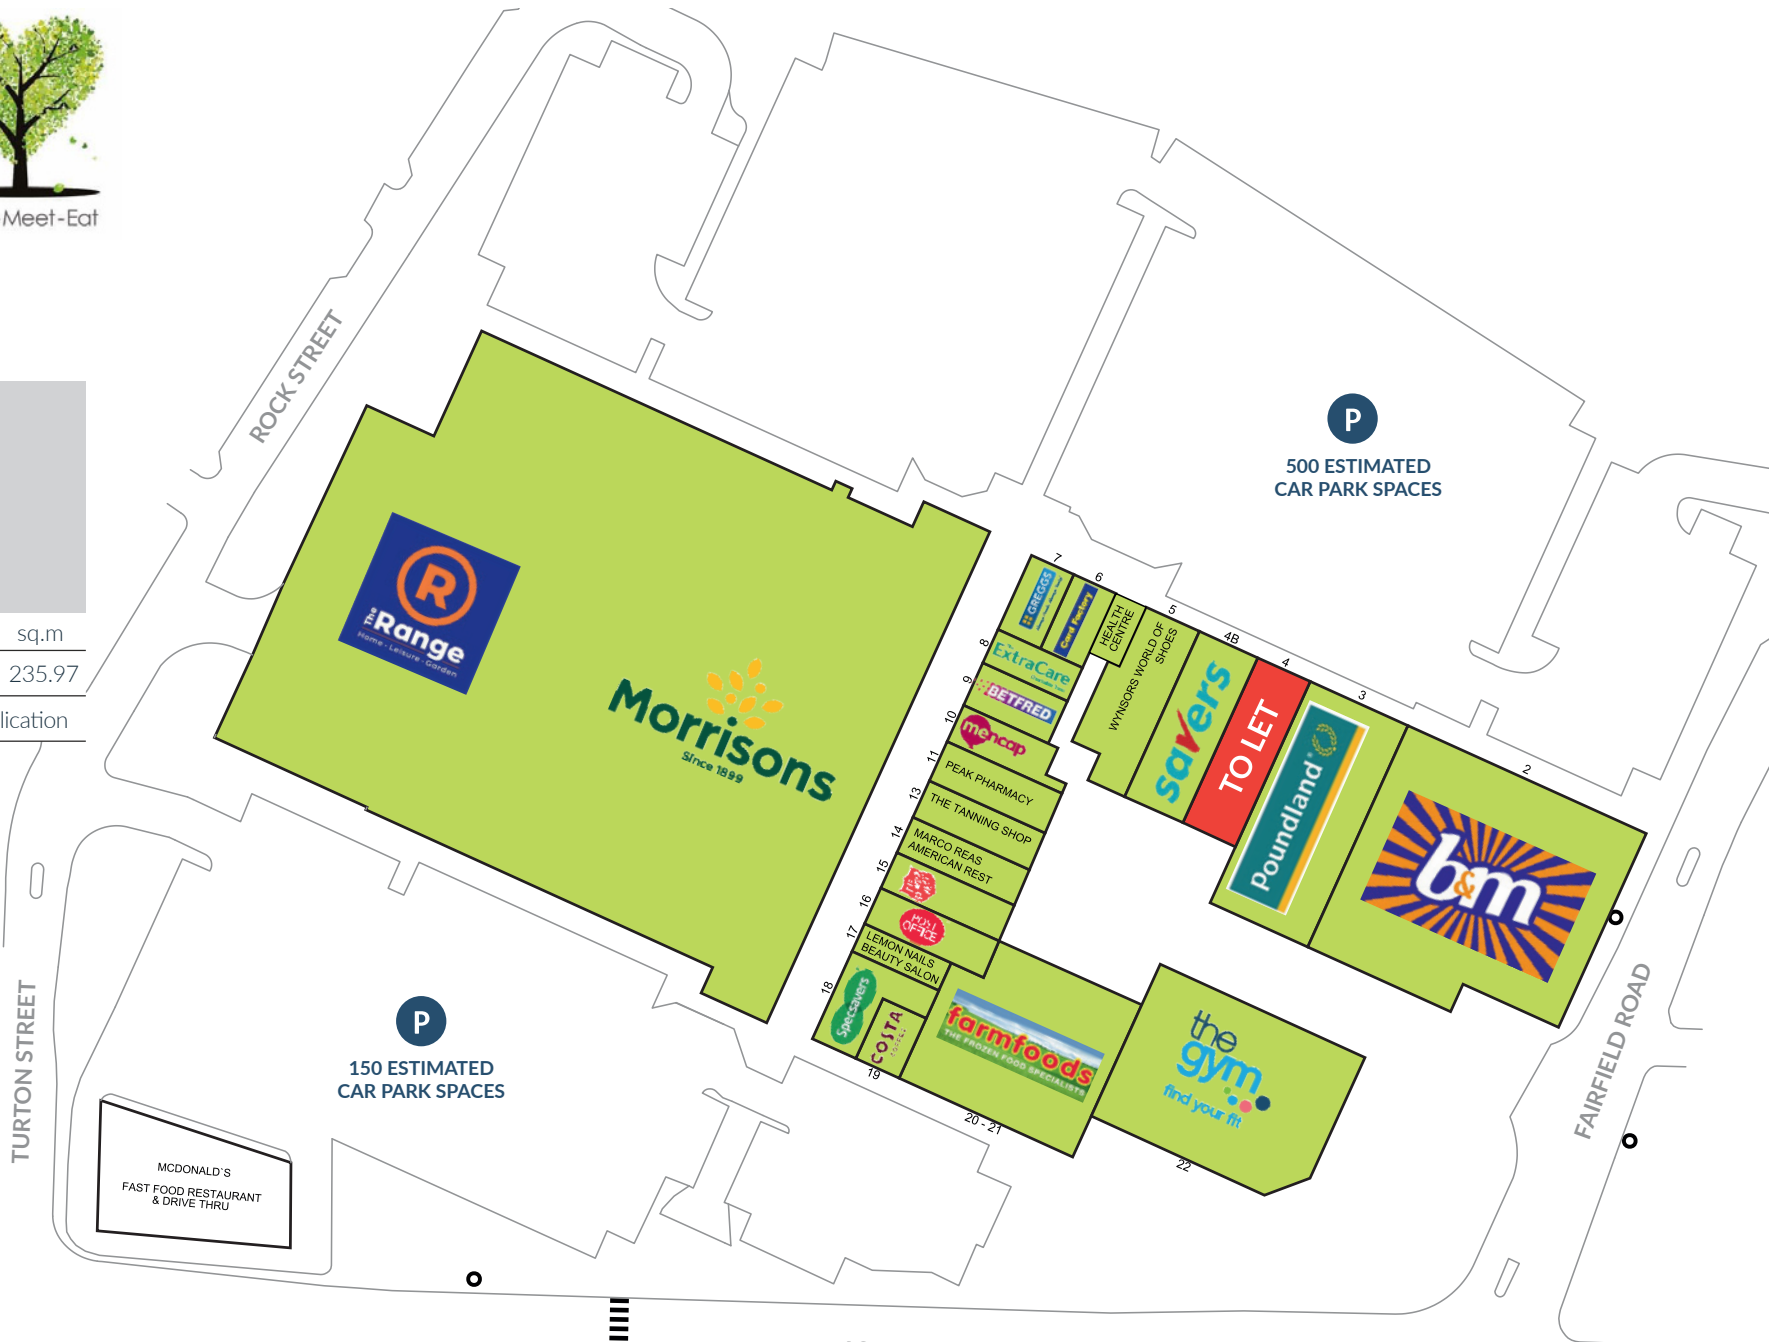 -Meet-Eat
sq.m
235.97
lication
ROCK STREET
TURTON STREET
FAIRFIELD ROAD
P
500 ESTIMATED
CAR PARK SPACES
P
150 ESTIMATED
CAR PARK SPACES
R
The
Range
Home · Leisure · Garden
Morrisons
Since 1899
7
GREGGS
6
Card Factory
HEALTH
CENTRE
5
WYNSORS WORLD OF
SHOES
4B
savers
4
TO LET
3
Poundland
2
b&m
8
ExtraCare
9
BETFRED
10
mencap
11
PEAK PHARMACY
13
THE TANNING SHOP
14
MARCO REAS
AMERICAN REST
15
16
POST
OFFICE
17
LEMON NAILS
BEAUTY SALON
18
Specsavers
COSTA
COFFEE
19
farmfoods
THE FROZEN FOOD SPECIALISTS
20 - 21
the
gym
find your fit
22
MCDONALD`S
FAST FOOD RESTAURANT
& DRIVE THRU